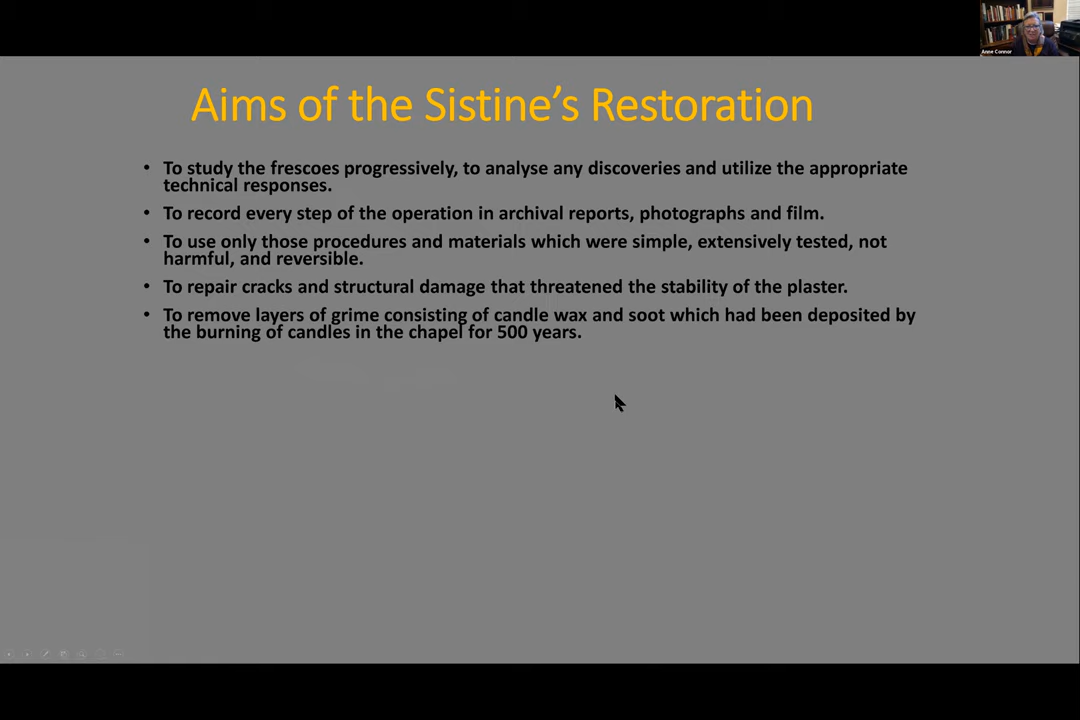 Anne Connor
Aims of the Sistine's Restoration
• To study the frescoes progressively, to analyse any discoveries and utilize the appropriate
technical responses.
• To record every step of the operation in archival reports, photographs and film.
• To use only those procedures and materials which were simple, extensively tested, not
harmful, and reversible.
• To repair cracks and structural damage that threatened the stability of the plaster.
• To remove layers of grime consisting of candle wax and soot which had been deposited by
the burning of candles in the chapel for 500 years.